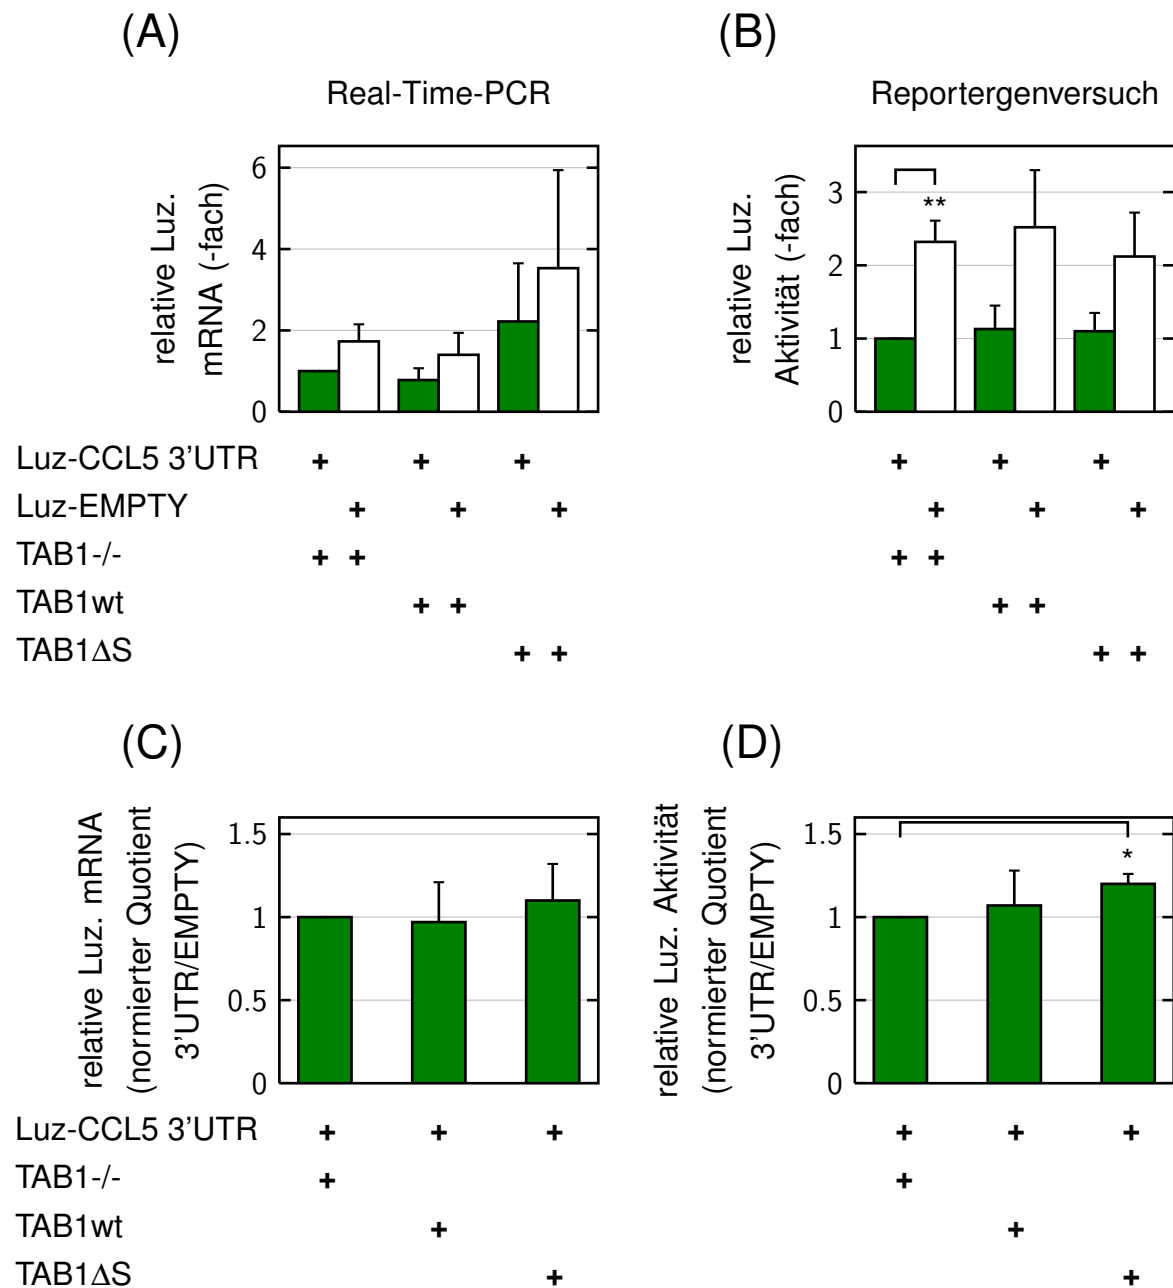 (A)
(B)
Real-Time-PCR
Reportergenversuch
relative Luz.
mRNA (-fach)
6
4
2
0
relative Luz.
Aktivität (-fach)
3
2
1
0
**
Luz-CCL5 3'UTR + + + + + +
Luz-EMPTY + + + + + +
TAB1-/- + + + +
TAB1wt + + + +
TAB1ΔS + + + +
(C)
(D)
relative Luz. mRNA
(normierter Quotient
3'UTR/EMPTY)
1.5
1
0.5
0
relative Luz. Aktivität
(normierter Quotient
3'UTR/EMPTY)
1.5
1
0.5
0
*
Luz-CCL5 3'UTR + + + + + +
TAB1-/- + +
TAB1wt + +
TAB1ΔS + +